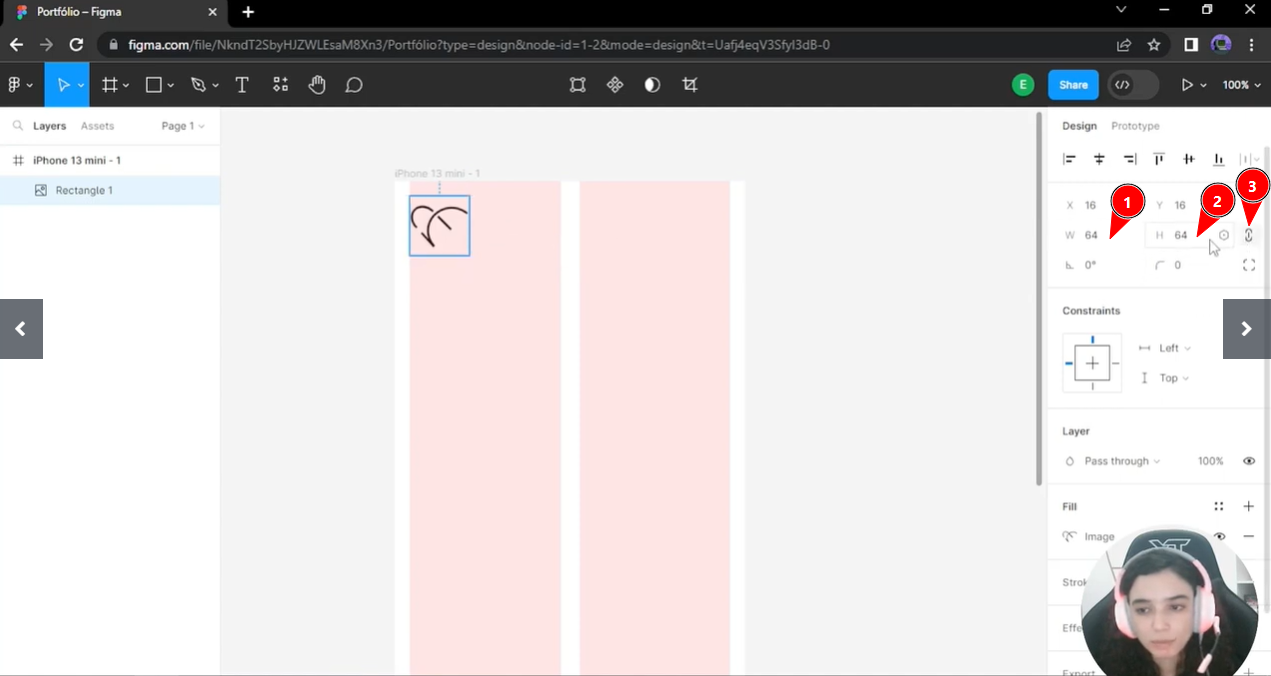 Portfólio – Figma
figma.com/file/NkndT2SbyHJZWLEsaM8Xn3/Portfólio?type=design&node-id=1-2&mode=design&t=Uafj4eqV3SfyI3dB-0
E Share </> 100%
Layers Assets Page 1
Design Prototype
iPhone 13 mini - 1
Rectangle 1
iPhone 13 mini - 1
X 16 Y 16
W 64 H 64
1 2 3
0° 0
Constraints
Left
Top
Layer
Pass through 100%
Fill
Image
Strok
Effe
Export